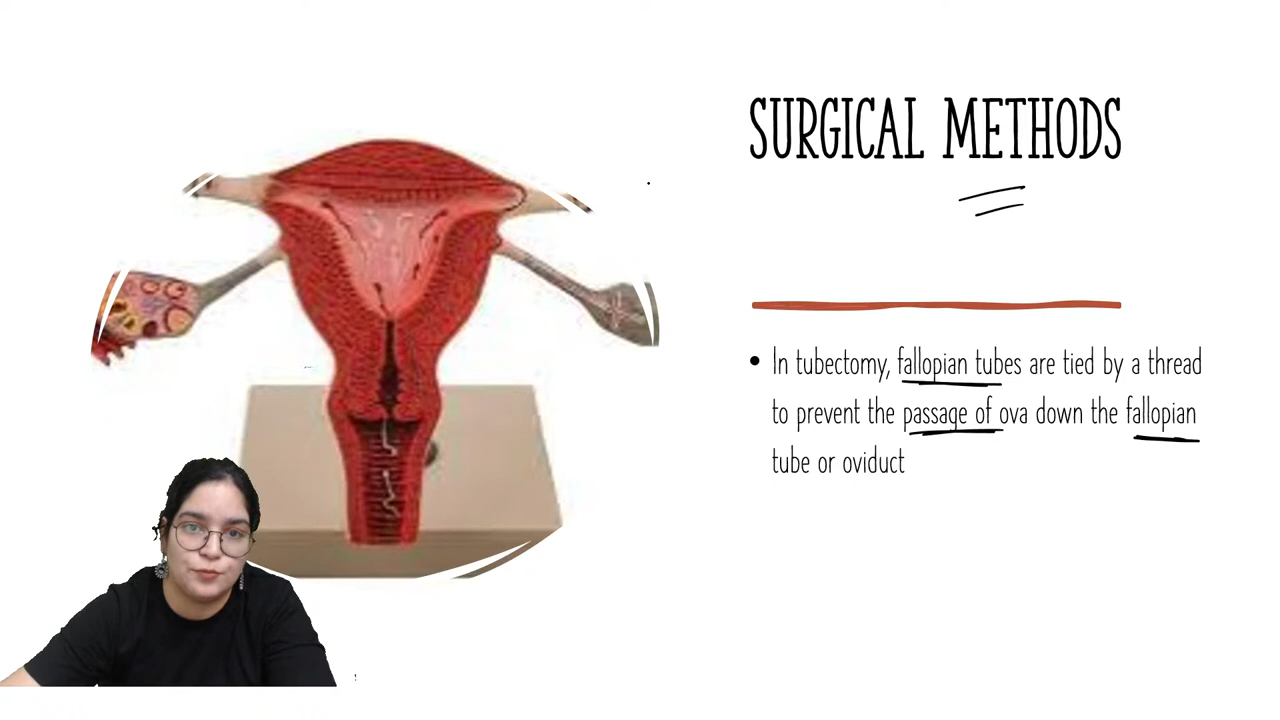 SURGICAL METHODS
• In tubectomy, fallopian tubes are tied by a thread
to prevent the passage of ova down the fallopian
tube or oviduct